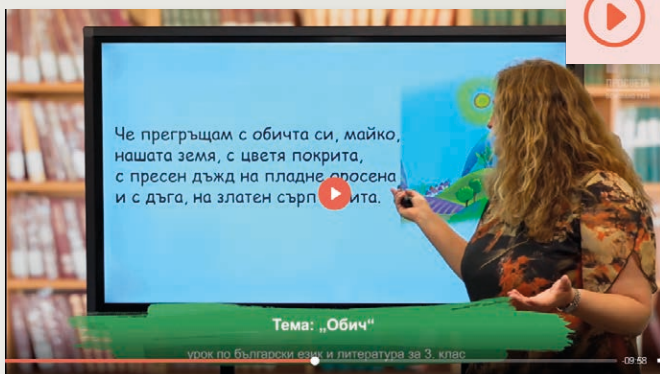 Че прегръщам с обичта си, майко,
нашата земя, с цветя покрита,
с пресен дъжд на пладне оросена
и с дъга, на златен сърп
Тема: „Обич“
урок по български език и литература за 3. клас
-09:58